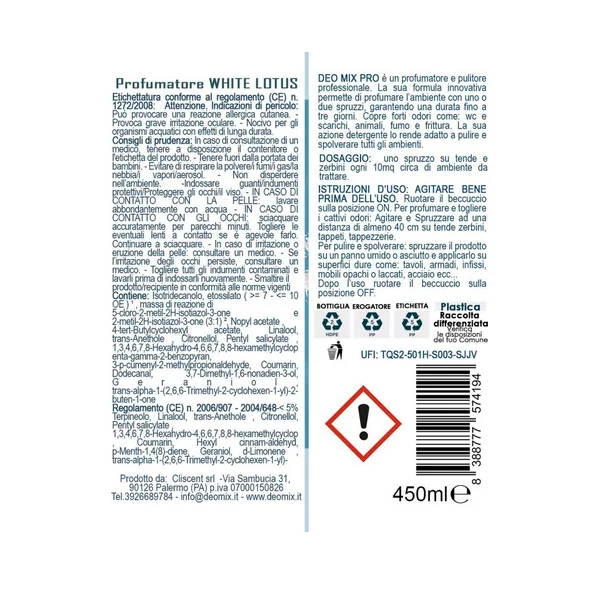 Profumatore WHITE LOTUS
Etichettatura conforme al regolamento (CE) n.
1272/2008: Attenzione, Indicazioni di pericolo:
Può provocare una reazione allergica cutanea. -
Provoca grave irritazione oculare. - Nocivo per gli
organismi acquatici con effetti di lunga durata.
Consigli di prudenza: In caso di consultazione di un
medico, tenere a disposizione il contenitore o
l'etichetta del prodotto. - Tenere fuori dalla portata dei
bambini. - Evitare di respirare la polvere/i fumi/i gas/la
nebbia/i vapori/aerosol. - Non disperdere
nell'ambiente. -Indossare guanti/indumenti
protettivi/Proteggere gli occhi/il viso. - IN CASO DI
CONTATTO CON LA PELLE: lavare
abbondantemente con acqua - IN CASO DI
CONTATTO CON GLI OCCHI: sciacquare
accuratamente per parecchi minuti. Togliere le
eventuali lenti a contatto se è agevole farlo.
Continuare a sciacquare. - In caso di irritazione o
eruzione della pelle: consultare un medico. - Se
l'irritazione degli occhi persiste, consultare un
medico. - Togliere tutti gli indumenti contaminati e
lavarli prima di indossarli nuovamente. - Smaltire il
prodotto/recipiente in conformità alle norme vigenti
Contiene: Isotridecanolo, etossilato ( >= 7 - <= 10
OE ) ¹ , massa di reazione di
5-cloro-2-metil-2H-isotiazol-3-one e
2-metil-2H-isotiazol-3-one (3:1) ², Nopyl acetate ,
4-tert-Butylcyclohexyl acetate, Linalool,
trans-Anethole , Citronellol, Pentyl salicylate ,
1,3,4,6,7,8-Hexahydro-4,6,6,7,8,8-hexamethylcyclop
enta-gamma-2-benzopyran,
3-p-cumenyl-2-methylpropionaldehyde, Coumarin,
Dodecanal, 3,7-Dimethyl-1,6-nonadien-3-ol,
Geraniol,
trans-alpha-1-(2,6,6-Trimethyl-2-cyclohexen-1-yl)-2-
buten-1-one
Regolamento (CE) n. 2006/907 - 2004/648-< 5%
Terpineolo, Linalool, trans-Anethole , Citronellol,
Pentyl salicylate ,
1,3,4,6,7,8-Hexahydro-4,6,6,7,8,8-hexamethylcyclop
, Coumarin, Hexyl cinnam-aldehyde,
p-Menth-1,4(8)-diene, Geraniol, d-Limonene ,
trans-alpha-1-(2,6,6-Trimethyl-2-cyclohexen-1-yl)-
Prodotto da: Cliscent srl -Via Sambucia 31,
90126 Palermo (PA) p.iva 07000150826
Tel.3926689784 - info@deomix.it - www.deomix.it
DEO MIX PRO è un profumatore e pulitore
professionale. La sua formula innovativa
permette di profumare l'ambiente con uno o
due spruzzi, garantendo una durata fino a
tre giorni. Copre forti odori come: wc e
scarichi, animali, fumo e frittura. La sua
azione detergente lo rende adatto a pulire e
spolverare tutti gli ambienti.
DOSAGGIO: uno spruzzo su tende e
zerbini ogni 10mq circa di ambiente da
trattare.
ISTRUZIONI D'USO: AGITARE BENE
PRIMA DELL'USO. Ruotare il beccuccio
sulla posizione ON. Per profumare e togliere
i cattivi odori: Agitare e Spruzzare ad una
distanza di almeno 40 cm su tende zerbini,
tappeti, tappezzerie.
Per pulire e spolverare: spruzzare il prodotto
su un panno umido o asciutto e applicarlo su
superfici dure come: tavoli, armadi, infissi,
mobili opachi o laccati, acciaio ecc...
Dopo l'uso ruotare il beccuccio sulla
posizione OFF.
BOTTIGLIA EROGATORE ETICHETTA
2 5 5
HDPE PP PP
Plastica
Raccolta
differenziata
Verifica
le disposizioni
del tuo Comune
UFI: TQS2-501H-S003-SJJV
8 388777 574194
450ml ℮